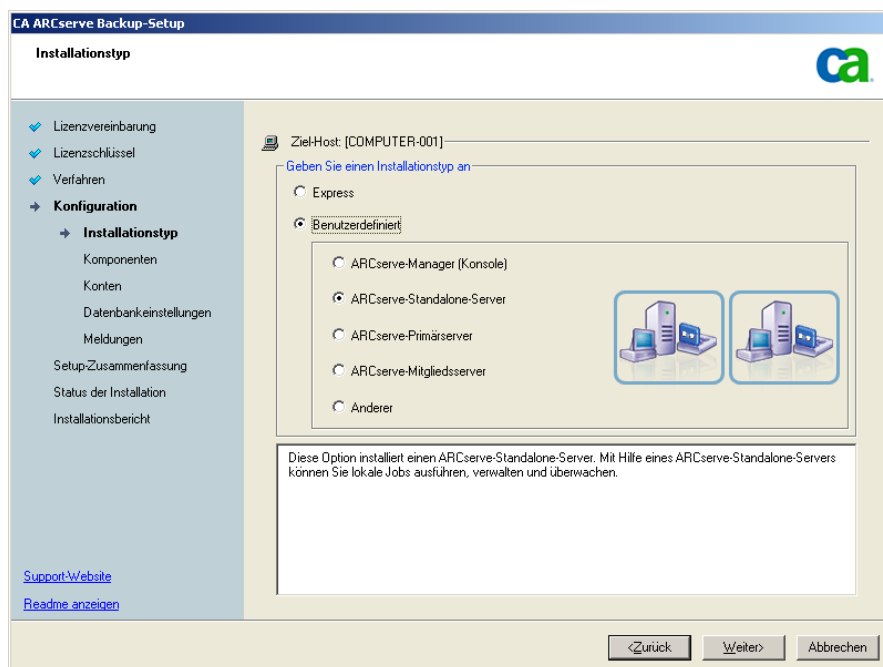 CA ARCserve Backup-Setup
Installationstyp
ca
Lizenzvereinbarung
Lizenzschlüssel
Verfahren
Konfiguration
Installationstyp
Komponenten
Konten
Datenbankeinstellungen
Meldungen
Setup-Zusammenfassung
Status der Installation
Installationsbericht
Support-Website
Readme anzeigen
Ziel-Host: [COMPUTER-001]
Geben Sie einen Installationstyp an
Express
Benutzerdefiniert
ARCserve-Manager (Konsole)
ARCserve-Standalone-Server
ARCserve-Primärserver
ARCserve-Mitgliedsserver
Anderer
Diese Option installiert einen ARCserve-Standalone-Server. Mit Hilfe eines ARCserve-Standalone-Servers
können Sie lokale Jobs ausführen, verwalten und überwachen.
<Zurück
Weiter>
Abbrechen